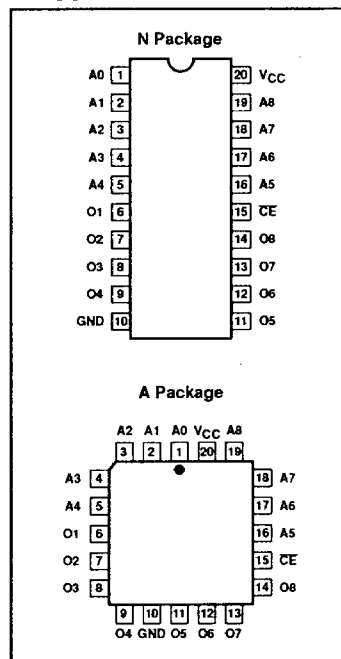 N Package
A0 1 20 VCC
A1 2 19 A8
A2 3 18 A7
A3 4 17 A6
A4 5 16 A5
O1 6 15 CE
O2 7 14 O8
O3 8 13 O7
O4 9 12 O6
GND 10 11 O5
A Package
A2 A1 A0 VCC A8
3 2 1 20 19
A3 4 18 A7
A4 5 17 A6
O1 6 16 A5
O2 7 15 CE
O3 8 14 O8
9 10 11 12 13
O4 GND O5 O6 O7